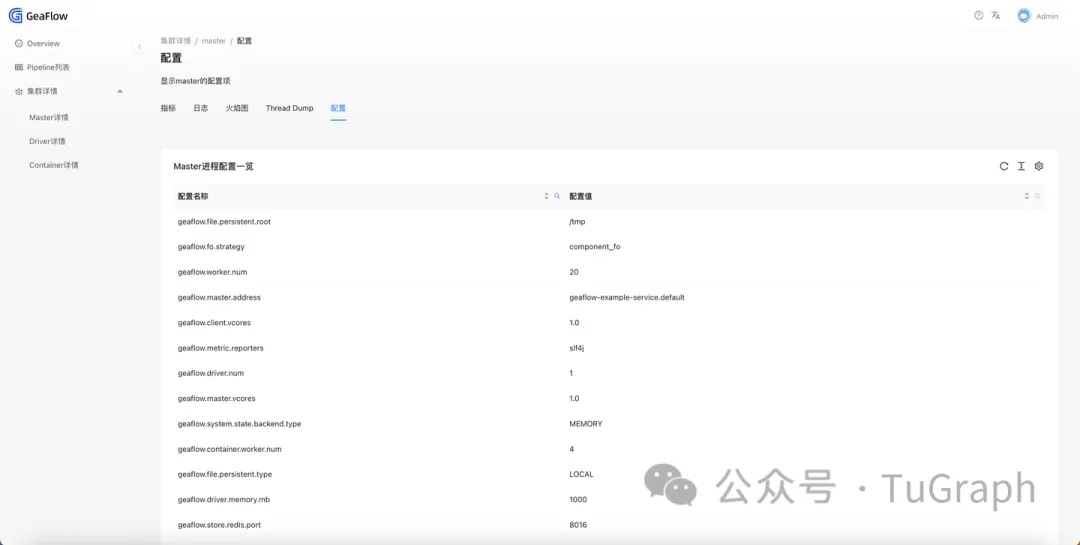 GeaFlow
Admin
Overview
Pipeline列表
集群详情
Master详情
Driver详情
Container详情
集群详情 / master / 配置
配置
显示master的配置项
指标 日志 火焰图 Thread Dump 配置
Master进程配置一览
配置名称 配置值
geaflow.file.persistent.root /tmp
geaflow.fo.strategy component_fo
geaflow.worker.num 20
geaflow.master.address geaflow-example-service.default
geaflow.client.vcores 1.0
geaflow.metric.reporters slf4j
geaflow.driver.num 1
geaflow.master.vcores 1.0
geaflow.system.state.backend.type MEMORY
geaflow.container.worker.num 4
geaflow.file.persistent.type LOCAL
geaflow.driver.memory.mb 1000
geaflow.store.redis.port 8016
公众号 · TuGraph